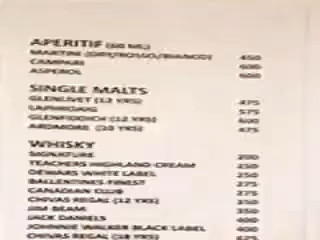 APERITIF (60 ML)
MARTINI (DRY/ROSSO/BIANCO) 450
CAMPARI 600
ASPEROL 600
SINGLE MALTS
GLENLIVET (12 YRS) 475
LAPHROAIG 575
GLENFIDDICH (12 YRS) 600
ARDMORE (10 YRS) 475
WHISKY
SIGNATURE 200
TEACHERS HIGHLAND CREAM 250
DEWARS WHITE LABEL 250
BALLENTINES FINEST 275
CANADIAN CLUB 275
CHIVAS REGAL (12 YRS) 350
JIM BEAM 350
JACK DANIELS 400
JOHNNIE WALKER BLACK LABEL 400
CHIVAS REGAL (18 YRS) 625